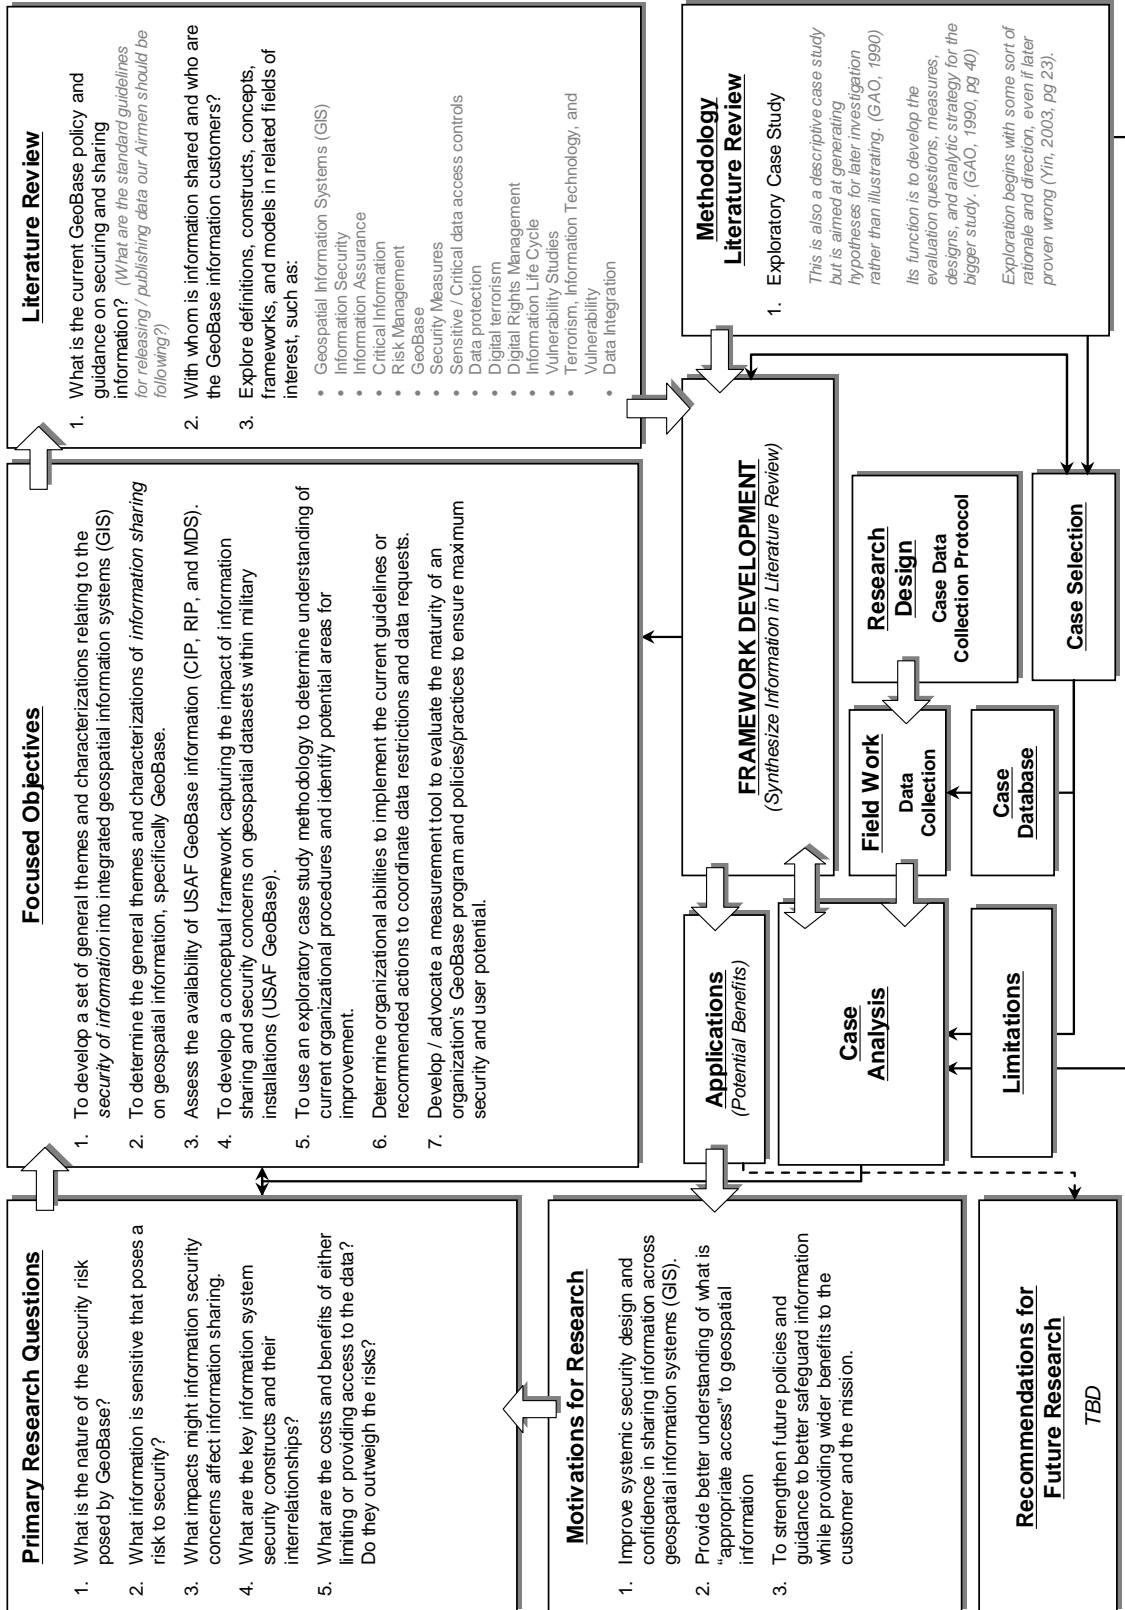 Primary Research Questions
1. What is the nature of the security risk
posed by GeoBase?
2. What information is sensitive that poses a
risk to security?
3. What impacts might information security
concerns affect information sharing.
4. What are the key information system
security constructs and their
interrelationships?
5. What are the costs and benefits of either
limiting or providing access to the data?
Do they outweigh the risks?
Focused Objectives
1. To develop a set of general themes and characterizations relating to the
security of information into integrated geospatial information systems (GIS)
2. To determine the general themes and characterizations of information sharing
on geospatial information, specifically GeoBase.
3. Assess the availability of USAF GeoBase information (CIP, RIP, and MDS).
4. To develop a conceptual framework capturing the impact of information
sharing and security concerns on geospatial datasets within military
installations (USAF GeoBase).
5. To use an exploratory case study methodology to determine understanding of
current organizational procedures and identify potential areas for
improvement.
6. Determine organizational abilities to implement the current guidelines or
recommended actions to coordinate data restrictions and data requests.
7. Develop / advocate a measurement tool to evaluate the maturity of an
organization's GeoBase program and policies/practices to ensure maximum
security and user potential.
Literature Review
1. What is the current GeoBase policy and
guidance on securing and sharing
information? (What are the standard guidelines
for releasing / publishing data our Airmen should be
following?)
2. With whom is information shared and who are
the GeoBase information customers?
3. Explore definitions, constructs, concepts,
frameworks, and models in related fields of
interest, such as:
• Geospatial Information Systems (GIS)
• Information Security
• Information Assurance
• Critical Information
• Risk Management
• GeoBase
• Security Measures
• Sensitive / Critical data access controls
• Data protection
• Digital terrorism
• Digital Rights Management
• Information Life Cycle
• Vulnerability Studies
• Terrorism, Information Technology, and
Vulnerability
• Data Integration
Motivations for Research
1. Improve systemic security design and
confidence in sharing information across
geospatial information systems (GIS).
2. Provide better understanding of what is
“appropriate access” to geospatial
information
3. To strengthen future policies and
guidance to better safeguard information
while providing wider benefits to the
customer and the mission.
Applications
(Potential Benefits)
FRAMEWORK DEVELOPMENT
(Synthesize Information in Literature Review)
Methodology
Literature Review
1. Exploratory Case Study
This is also a descriptive case study
but is aimed at generating
hypotheses for later investigation
rather than illustrating. (GAO, 1990)
Its function is to develop the
evaluation questions, measures,
designs, and analytic strategy for the
bigger study. (GAO, 1990, pg 40)
Exploration begins with some sort of
rationale and direction, even if later
proven wrong (Yin, 2003, pg 23).
Case
Analysis
Field Work
Data
Collection
Research
Design
Case Data
Collection Protocol
Recommendations for
Future Research
TBD
Limitations
Case
Database
Case Selection